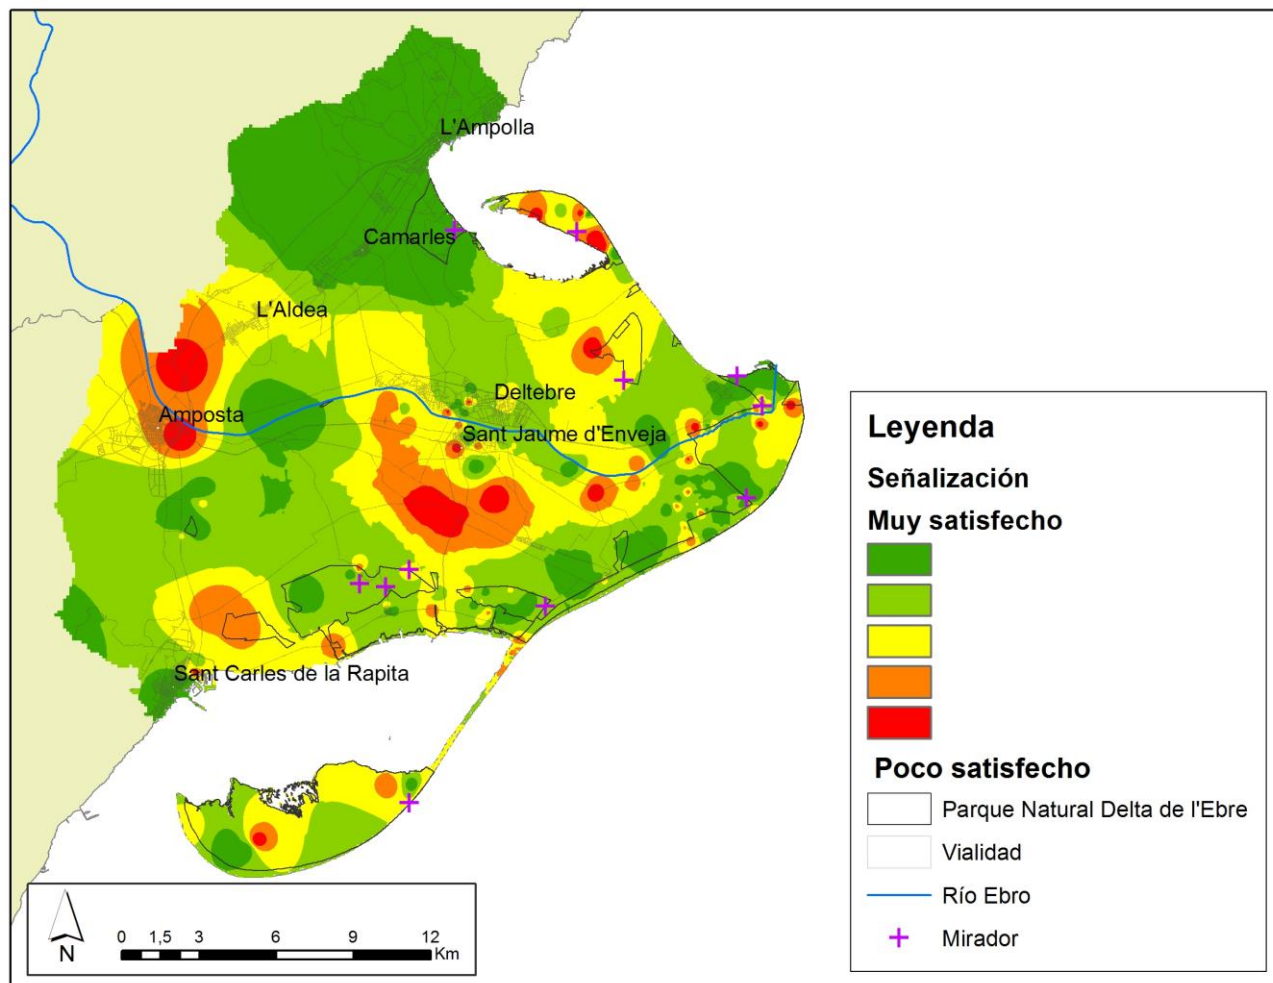 L'Ampolla
Camarles
L'Aldea
Deltebre
Amposta
Sant Jaume d'Enveja
Sant Carles de la Rapita
N
0 1,5 3 6 9 12
Km
Leyenda
Señalización
Muy satisfecho
Poco satisfecho
Parque Natural Delta de l'Ebre
Vialidad
Río Ebro
Mirador